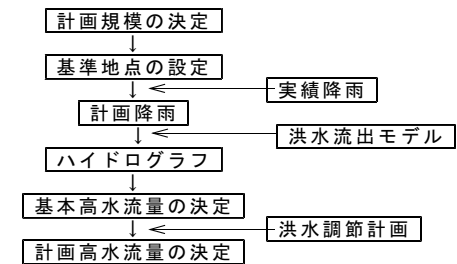 計画規模の決定
↓
基準地点の設定
↓
実績降雨
計画降雨
↓
洪水流出モデル
ハイドログラフ
↓
基本高水流量の決定
↓
洪水調節計画
計画高水流量の決定